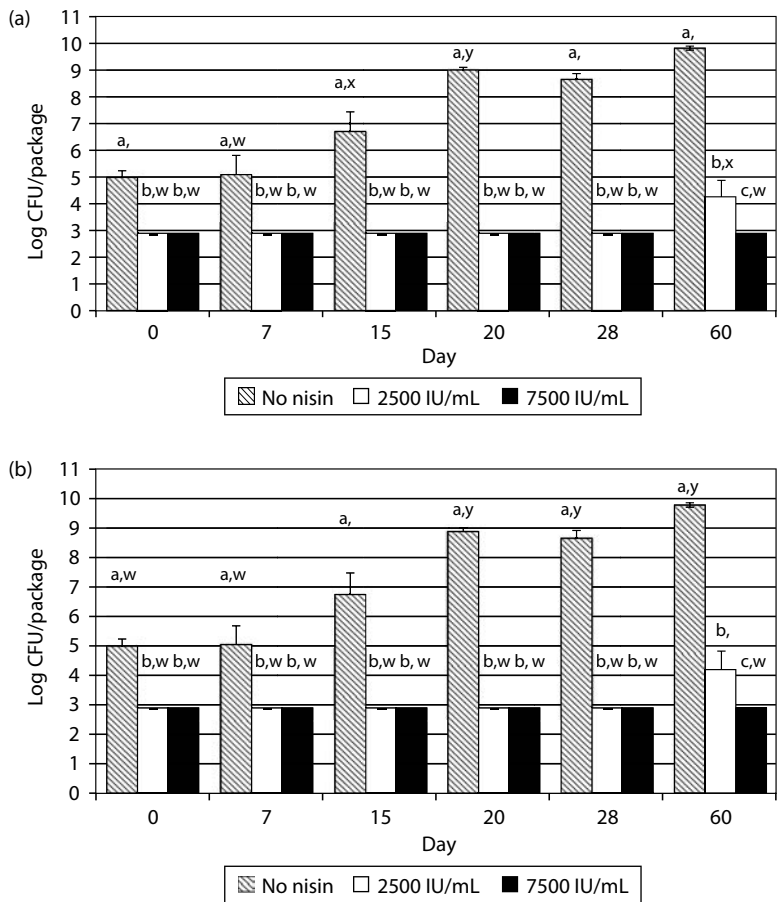 (a)
11
10
9
8
7
6
5
4
3
2
1
0
Log CFU/package
a,
b,w b,w
a,w
b,w b, w
a,x
b,w b, w
a,y
b,w b, w
a,
b,w b, w
a,
b,x
c,w
0 7 15 20 28 60
Day
No nisin 2500 IU/mL 7500 IU/mL
(b)
11
10
9
8
7
6
5
4
3
2
1
0
Log CFU/package
a,w
b,w b,w
a,w
b,w b, w
a,
b,w b, w
a,y
b,w b, w
a,y
b,w b, w
a,y
b,
c,w
0 7 15 20 28 60
Day
No nisin 2500 IU/mL 7500 IU/mL